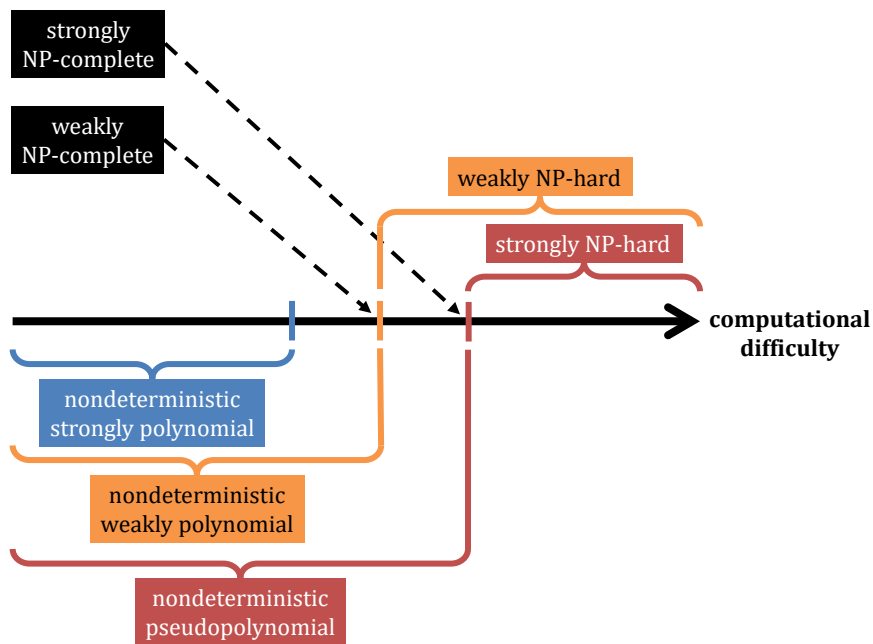 strongly
NP-complete
weakly
NP-complete
weakly NP-hard
strongly NP-hard
computational
difficulty
nondeterministic
strongly polynomial
nondeterministic
weakly polynomial
nondeterministic
pseudopolynomial